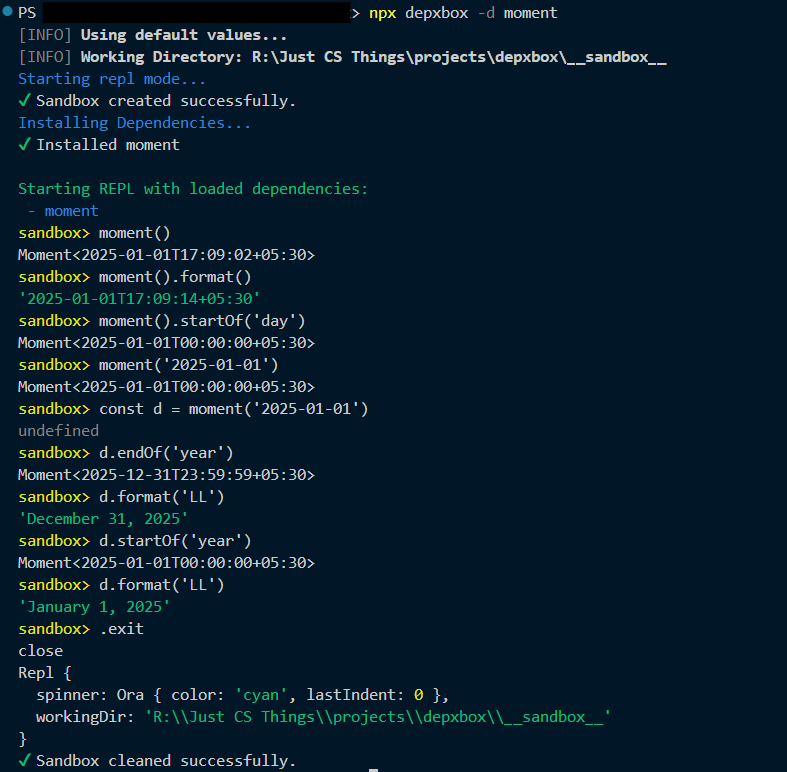 PS > npx depxbox -d moment
[INFO] Using default values...
[INFO] Working Directory: R:\Just CS Things\projects\depxbox\__sandbox__
Starting repl mode...
✓ Sandbox created successfully.
Installing Dependencies...
✓ Installed moment
Starting REPL with loaded dependencies:
- moment
sandbox> moment()
Moment<2025-01-01T17:09:02+05:30>
sandbox> moment().format()
'2025-01-01T17:09:14+05:30'
sandbox> moment().startOf('day')
Moment<2025-01-01T00:00:00+05:30>
sandbox> moment('2025-01-01')
Moment<2025-01-01T00:00:00+05:30>
sandbox> const d = moment('2025-01-01')
undefined
sandbox> d.endOf('year')
Moment<2025-12-31T23:59:59+05:30>
sandbox> d.format('LL')
'December 31, 2025'
sandbox> d.startOf('year')
Moment<2025-01-01T00:00:00+05:30>
sandbox> d.format('LL')
'January 1, 2025'
sandbox> .exit
close
Repl {
  spinner: Ora { color: 'cyan', lastIndent: 0 },
  workingDir: 'R:\\Just CS Things\\projects\\depxbox\\__sandbox__'
}
✓ Sandbox cleaned successfully.